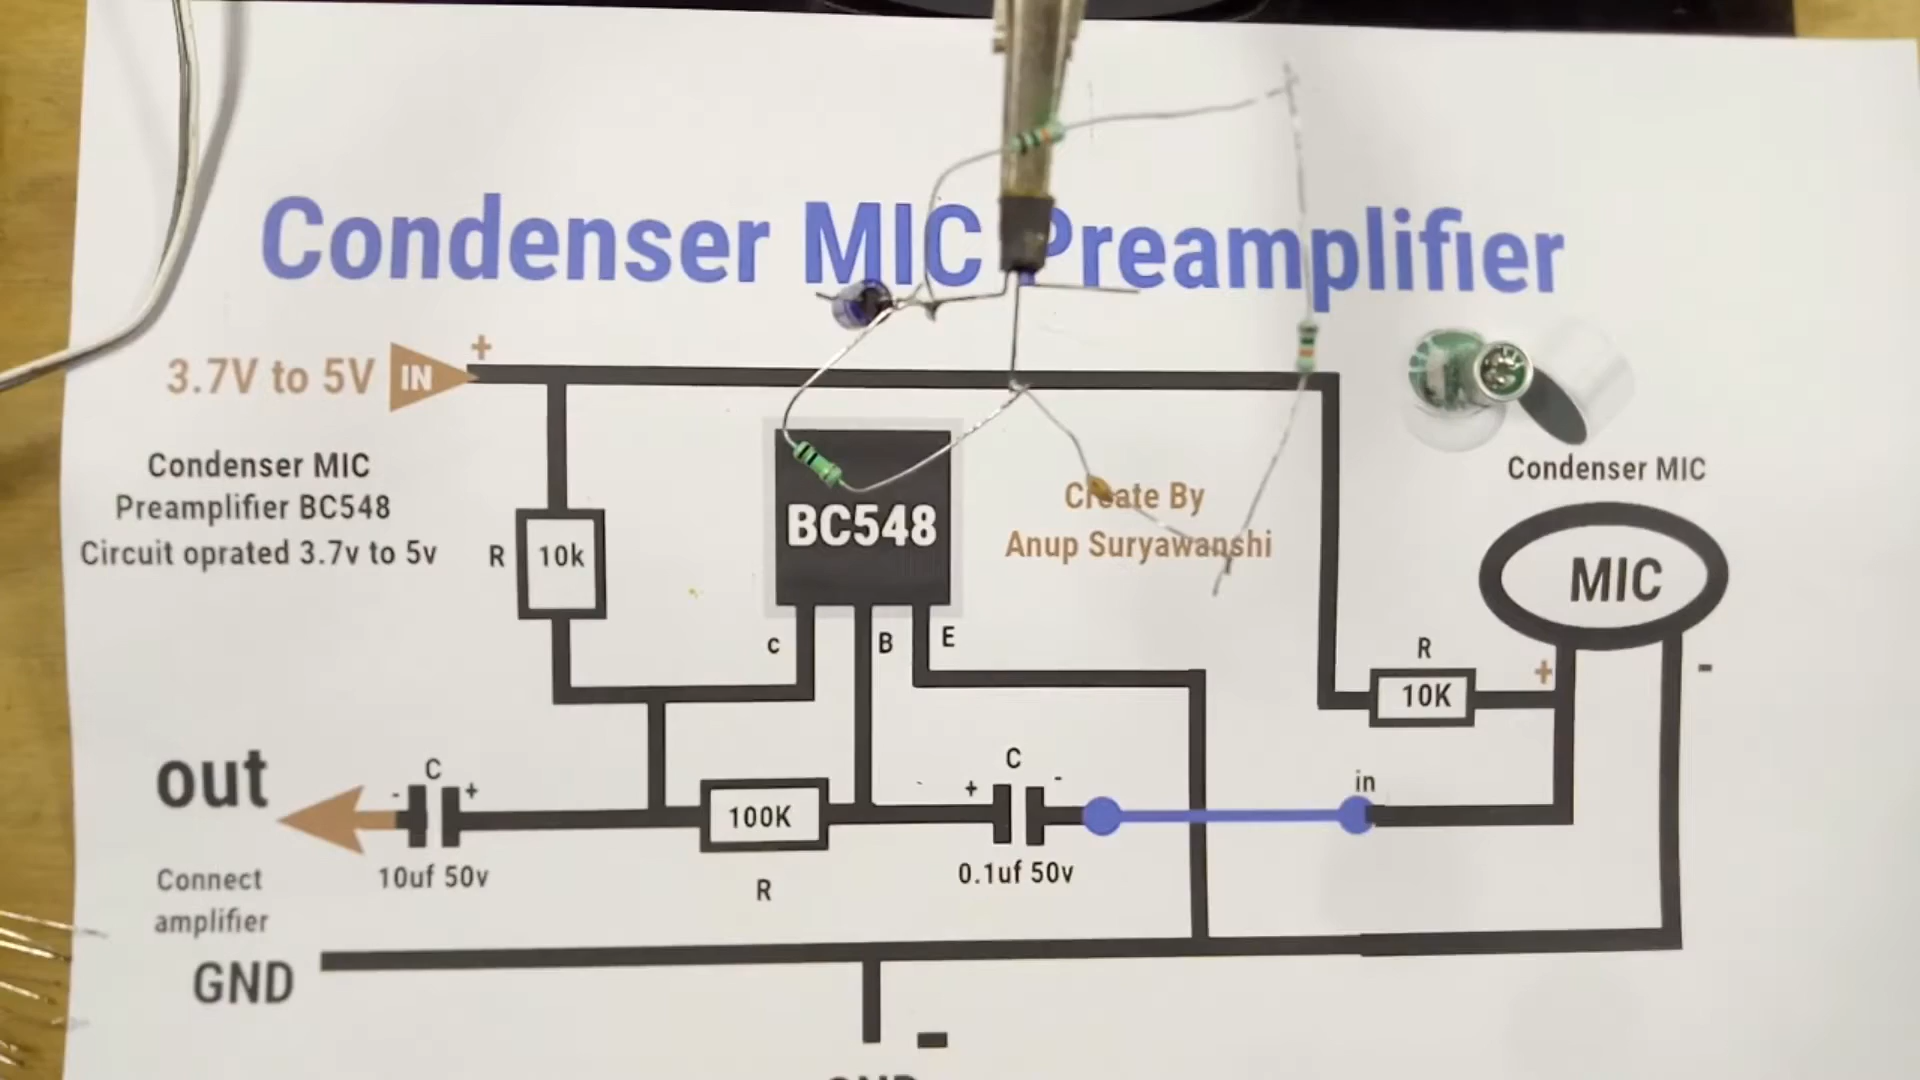 Condenser MIC Preamplifier
+
3.7V to 5V IN
Condenser MIC
Preamplifier BC548
Circuit oprated 3.7v to 5v
R 10k
BC548
c B E
Create By
Anup Suryawanshi
Condenser MIC
MIC
+ -
R
10K
out
C
- +
10uf 50v
100K
R
C
+ -
0.1uf 50v
in
Connect
amplifier
GND
-
GND